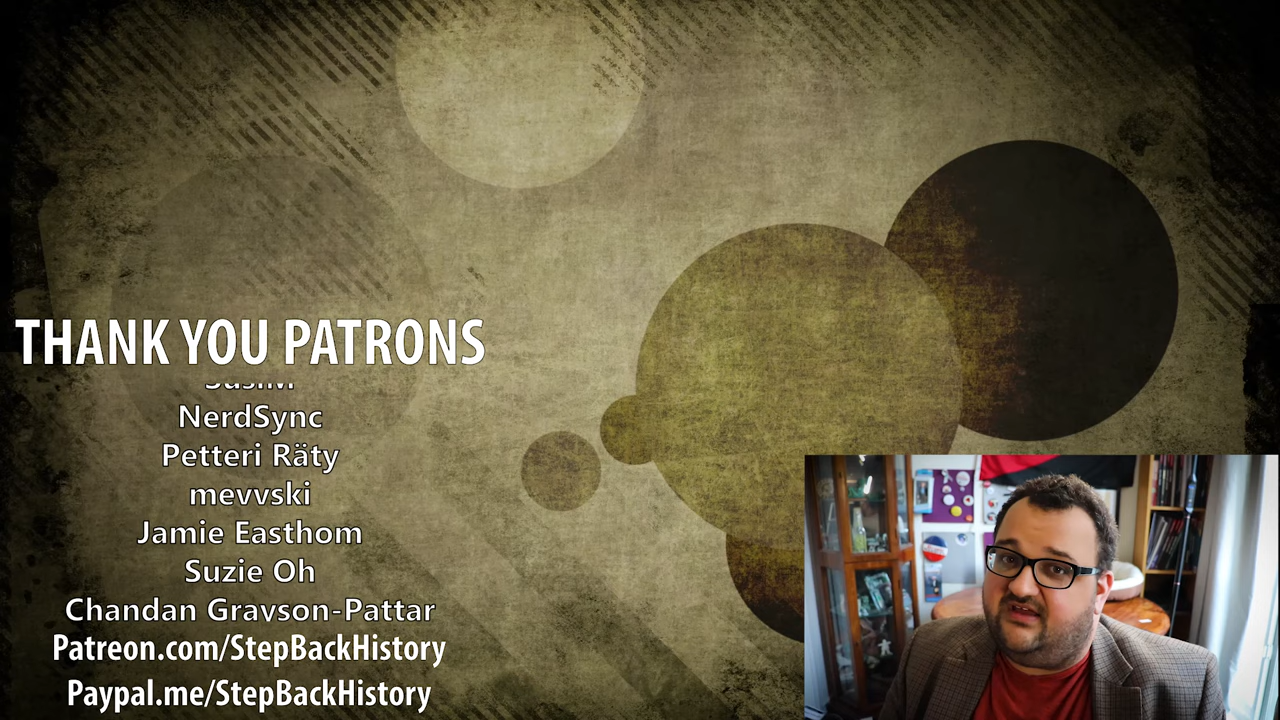 THANK YOU PATRONS
NerdSync
Petteri Räty
mevvski
Jamie Easthom
Suzie Oh
Chandan Grayson-Pattar
Patreon.com/StepBackHistory
Paypal.me/StepBackHistory